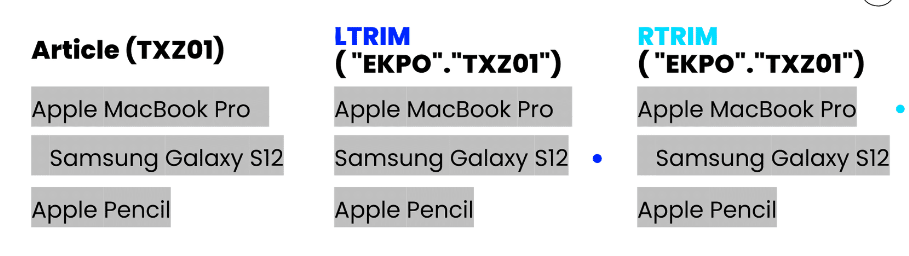 Article (TXZ01)
LTRIM
( "EKPO"."TXZ01")
RTRIM
( "EKPO"."TXZ01")
Apple MacBook Pro
Apple MacBook Pro
Apple MacBook Pro
Samsung Galaxy S12
Samsung Galaxy S12
Samsung Galaxy S12
Apple Pencil
Apple Pencil
Apple Pencil